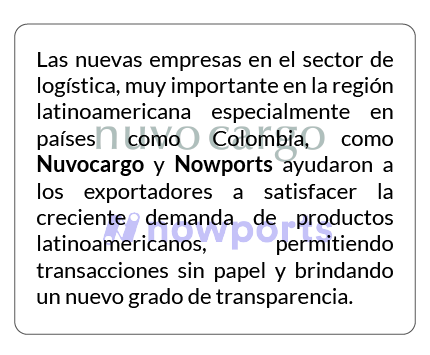 Las nuevas empresas en el sector de
logística, muy importante en la región
latinoamericana especialmente en
nuvocargo
países como Colombia, como
Nuvocargo y Nowports ayudaron a
los exportadores a satisfacer la
creciente demanda de productos
nowports
latinoamericanos, permitiendo
transacciones sin papel y brindando
un nuevo grado de transparencia.